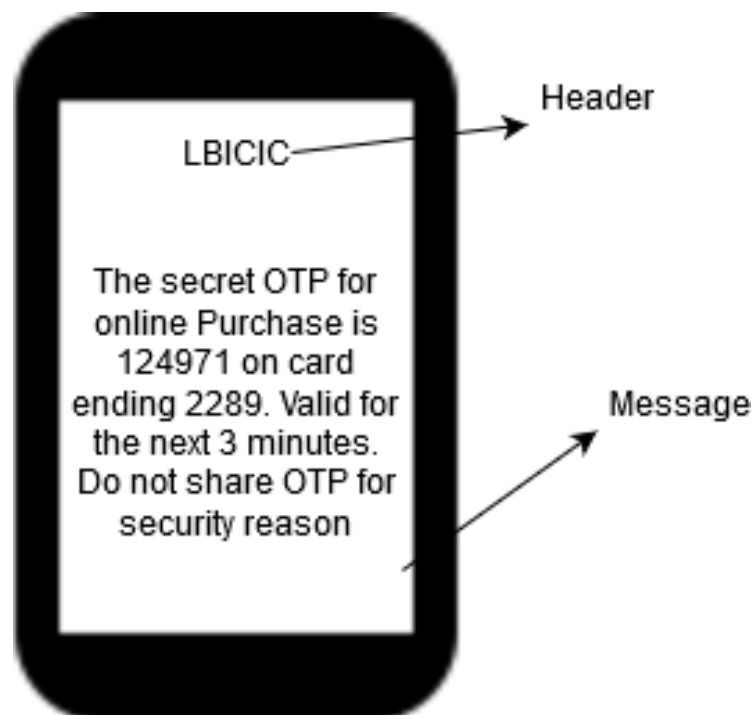 Header
LBICIC
The secret OTP for
online Purchase is
124971 on card
ending 2289. Valid for
the next 3 minutes.
Do not share OTP for
security reason
Message